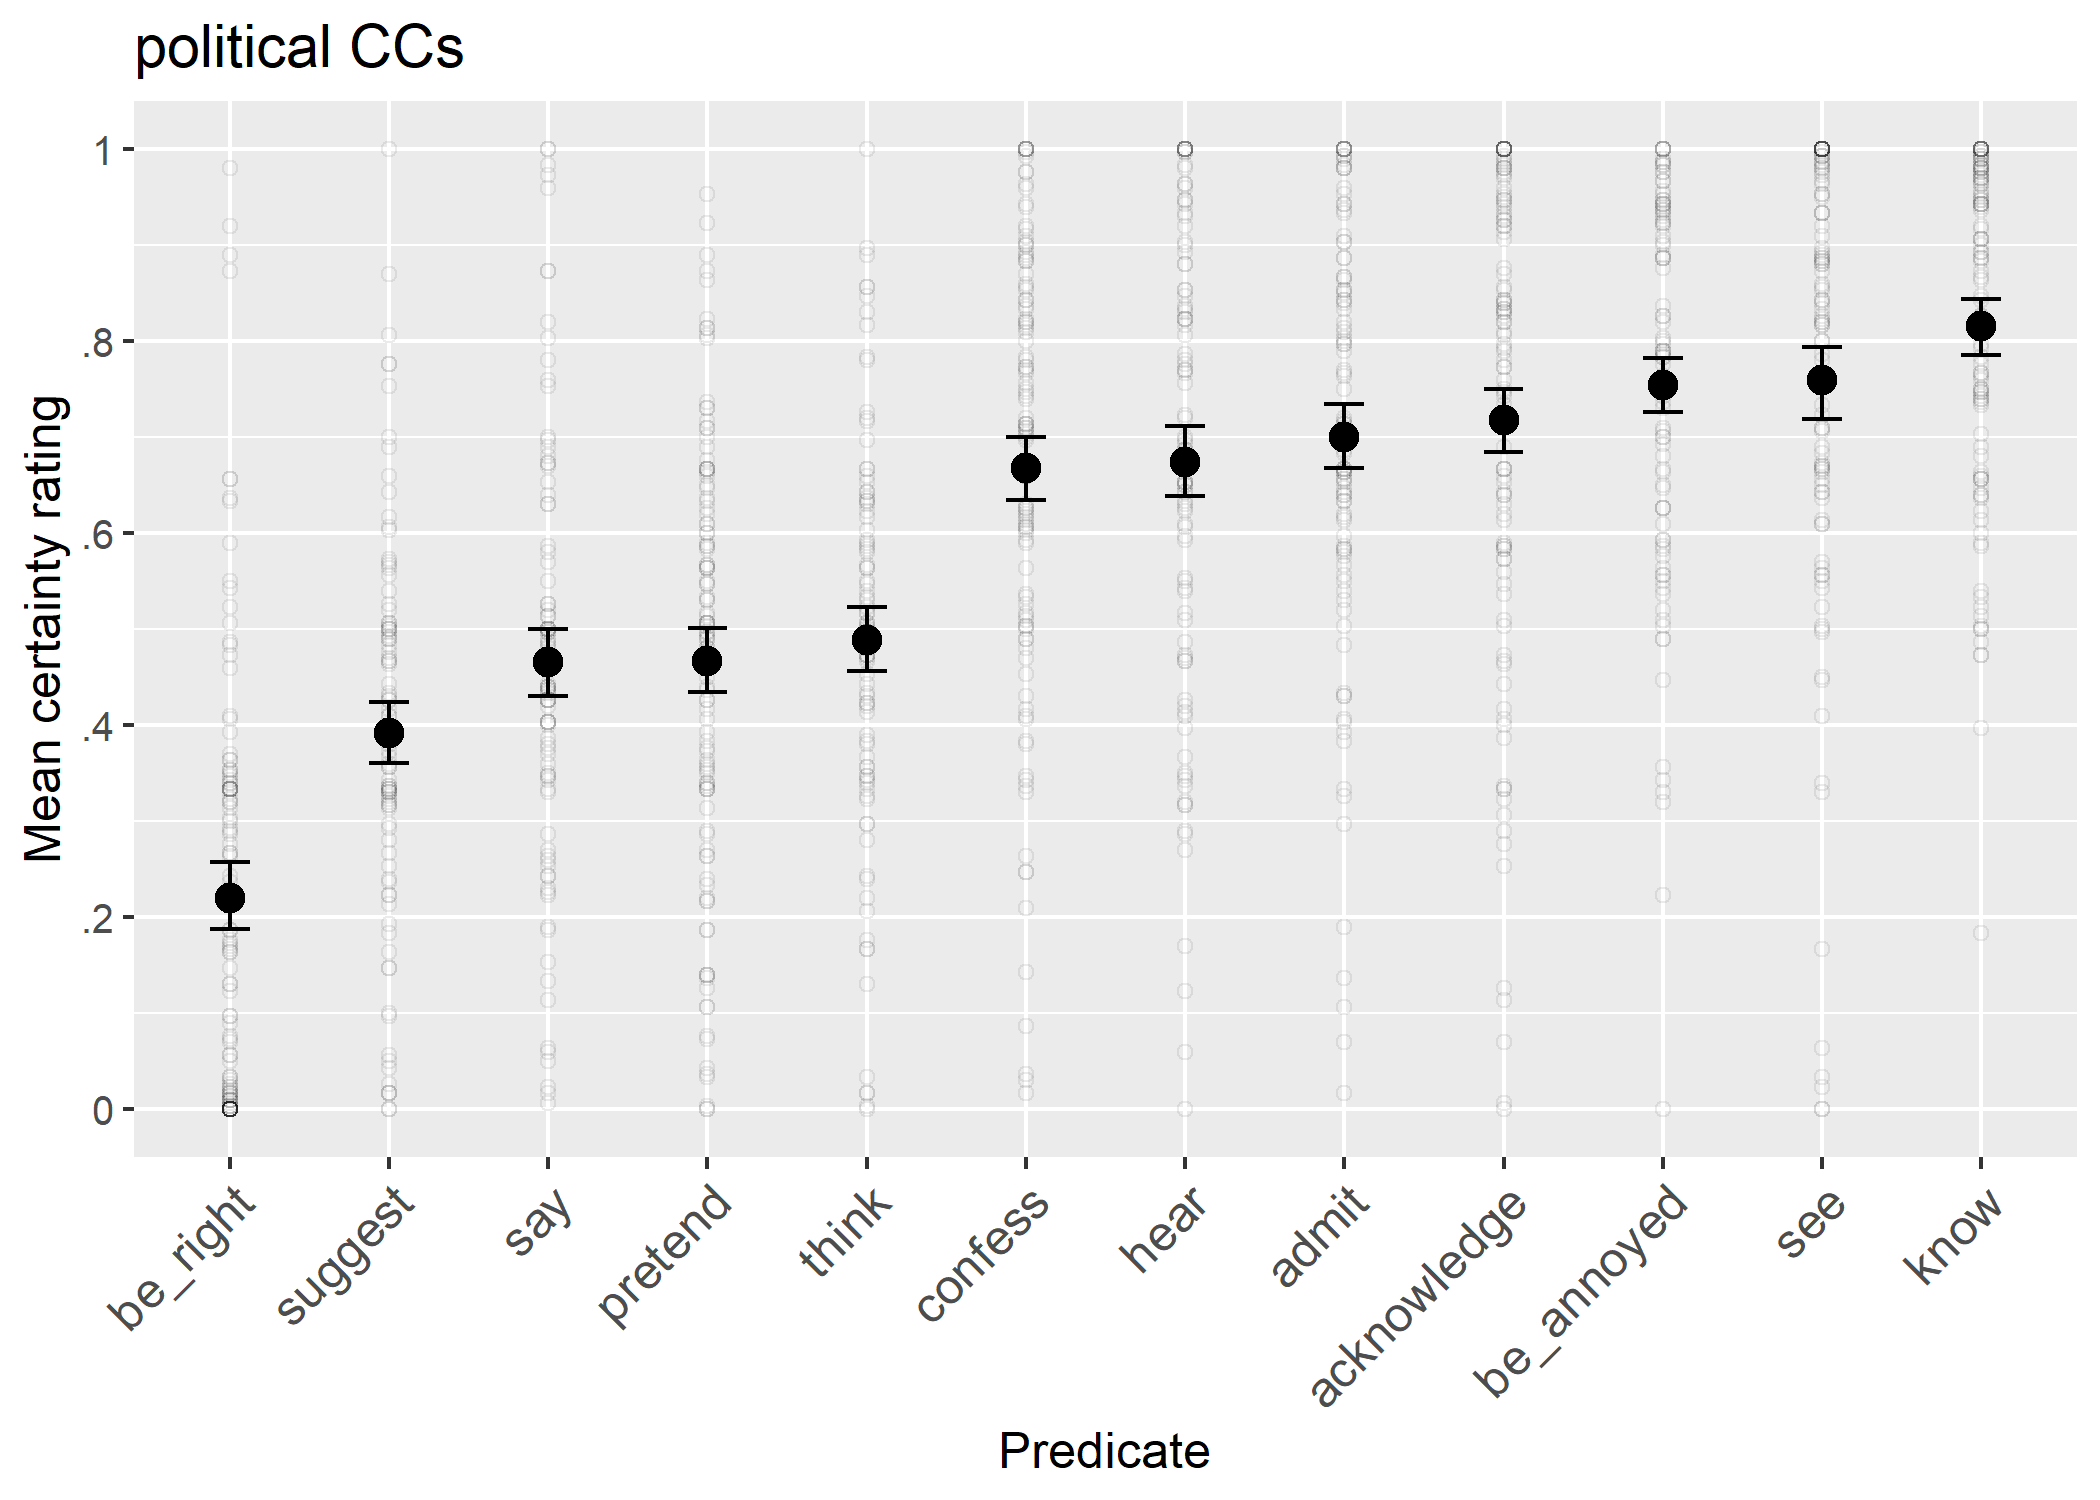 political CCs
Mean certainty rating
1
.8
.6
.4
.2
0
be_right
suggest
say
pretend
think
confess
hear
admit
acknowledge
be_annoyed
see
know
Predicate